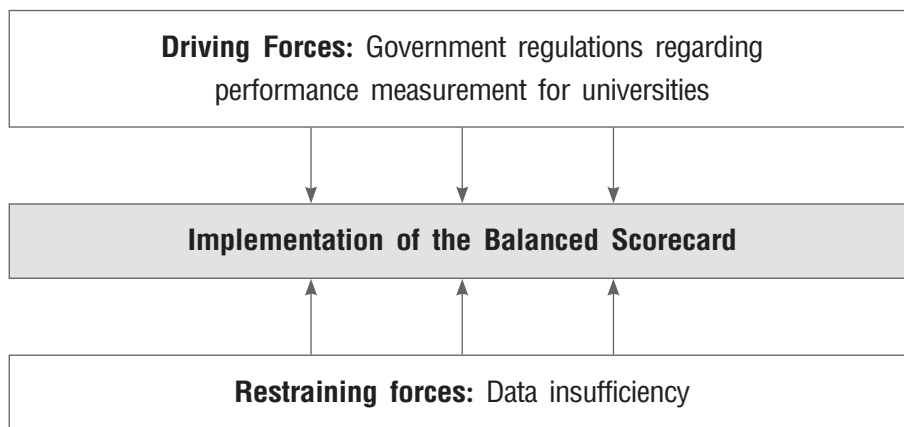 Driving Forces: Government regulations regarding
performance measurement for universities
Implementation of the Balanced Scorecard
Restraining forces: Data insufficiency